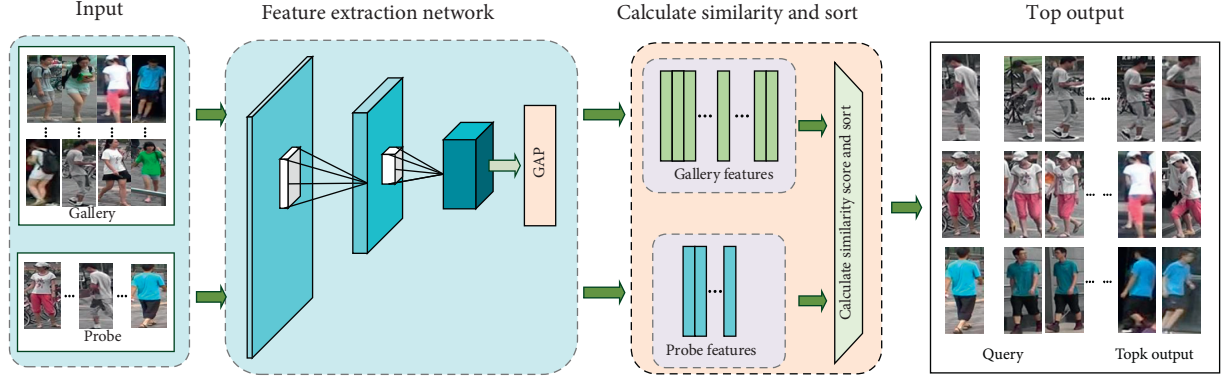 Input
Feature extraction network
Calculate similarity and sort
Top output
Gallery
Probe
GAP
Gallery features
Probe features
Calculate similarity score and sort
Query
Topk output